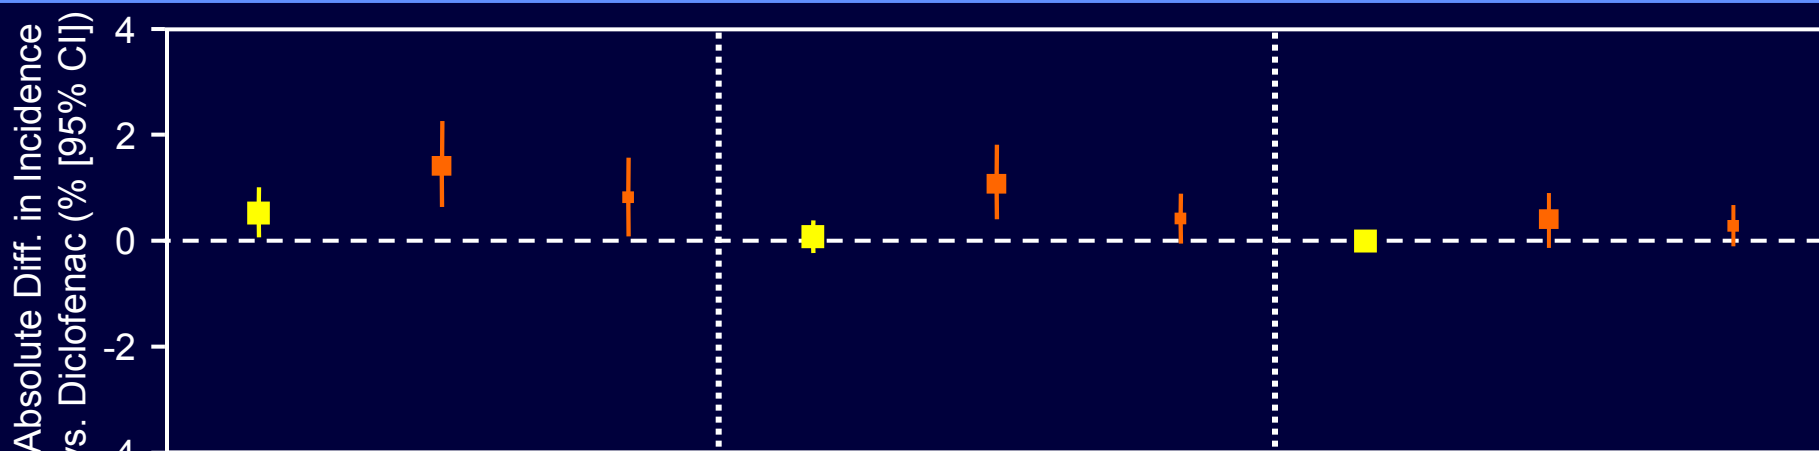 Absolute Diff. in Incidence
vs. Diclofenac (% [95% CI])
4
2
0
-2